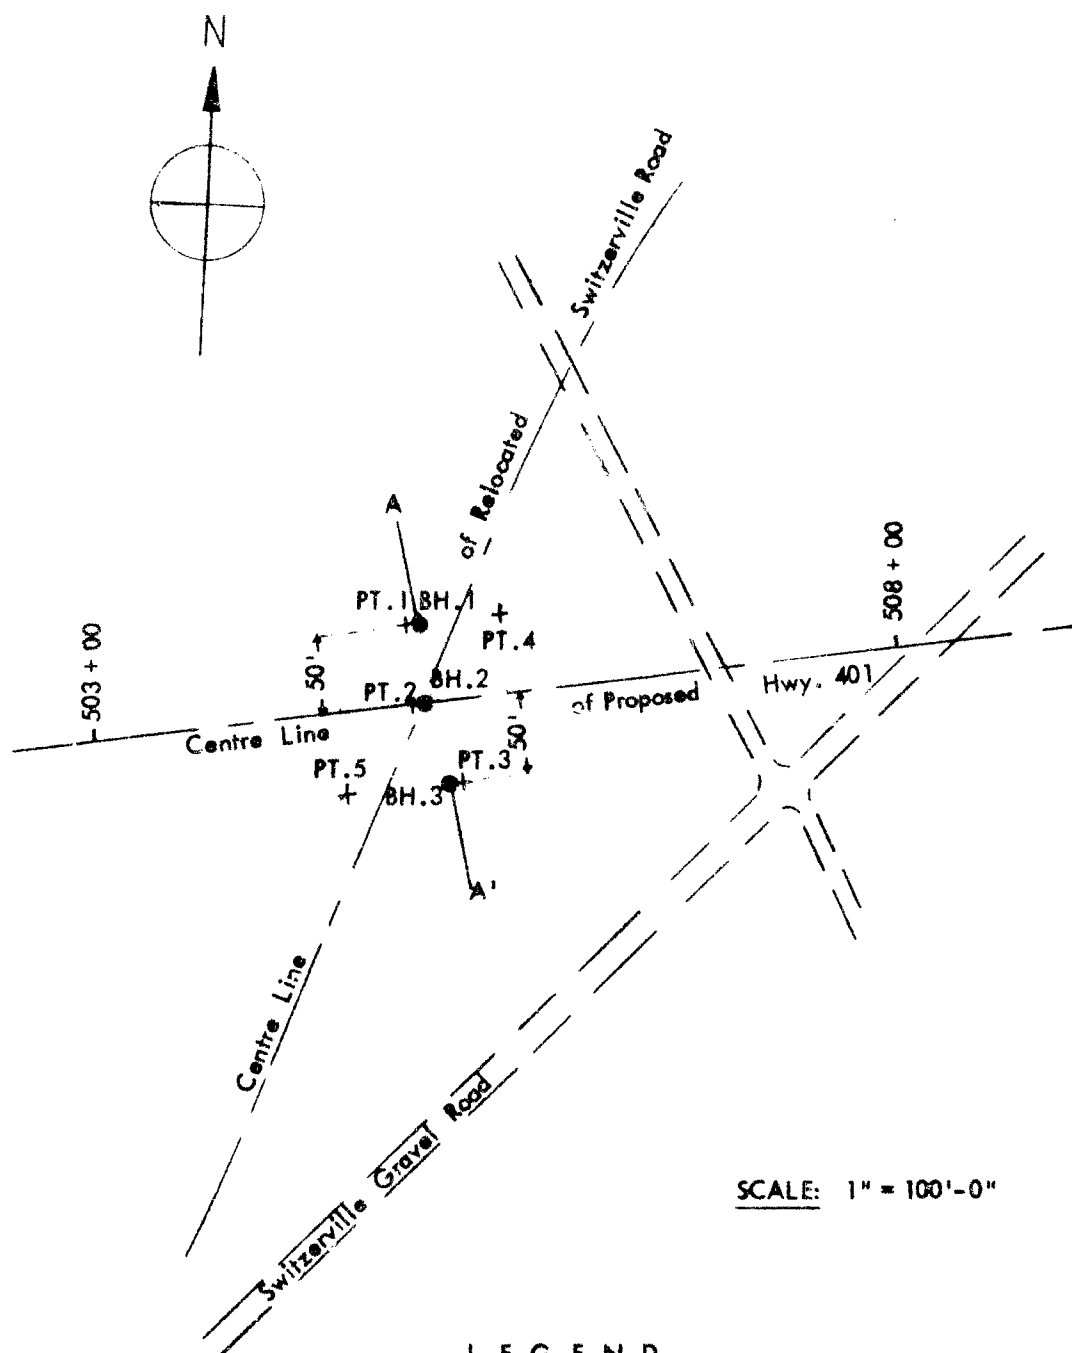 N
Switzerville Road
of Relocated
A
508 + 00
PT.1 BH.1
PT.4
503 + 00
50'
PT.2 BH.2
of Proposed
Hwy. 401
Centre Line
50'
PT.3
PT.5
BH.3
A'
Centre Line
Switzerville Gravel Road
SCALE: 1" = 100'-0"
LEGEND